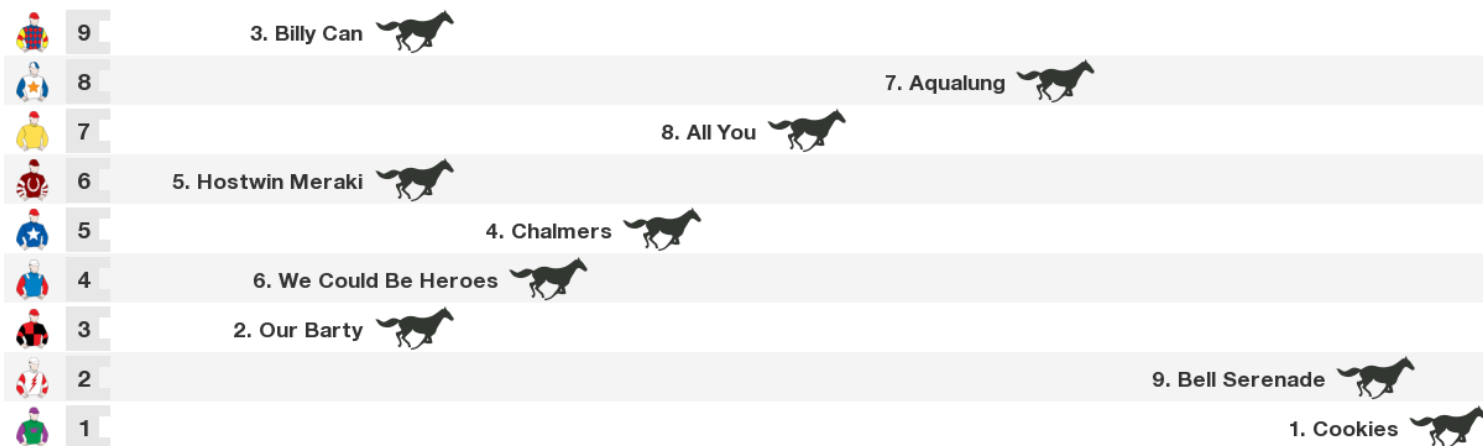 9 3. Billy Can
8 7. Aqualung
7 8. All You
6 5. Hostwin Meraki
5 4. Chalmers
4 6. We Could Be Heroes
3 2. Our Barty
2 9. Bell Serenade
1 1. Cookies